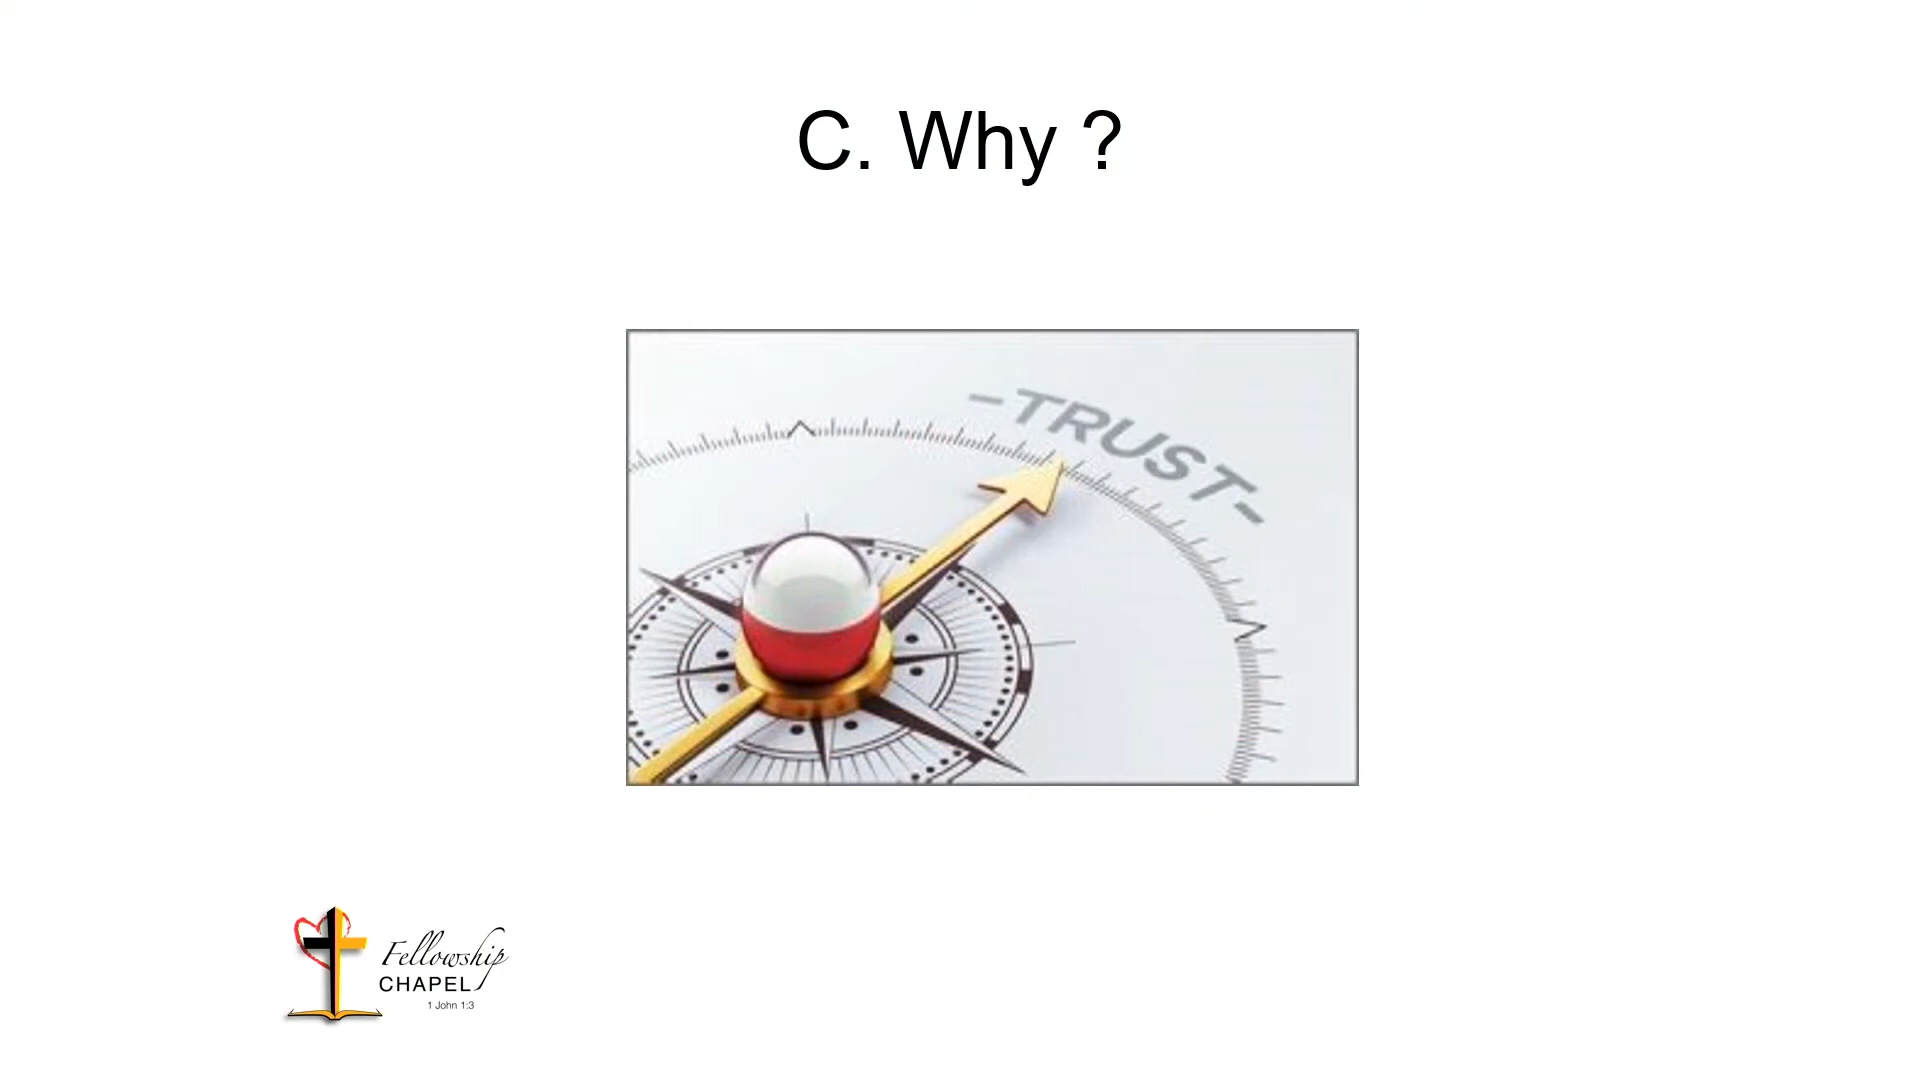 C. Why ?
–TRUST–
Fellowship
CHAPEL
1 John 1:3